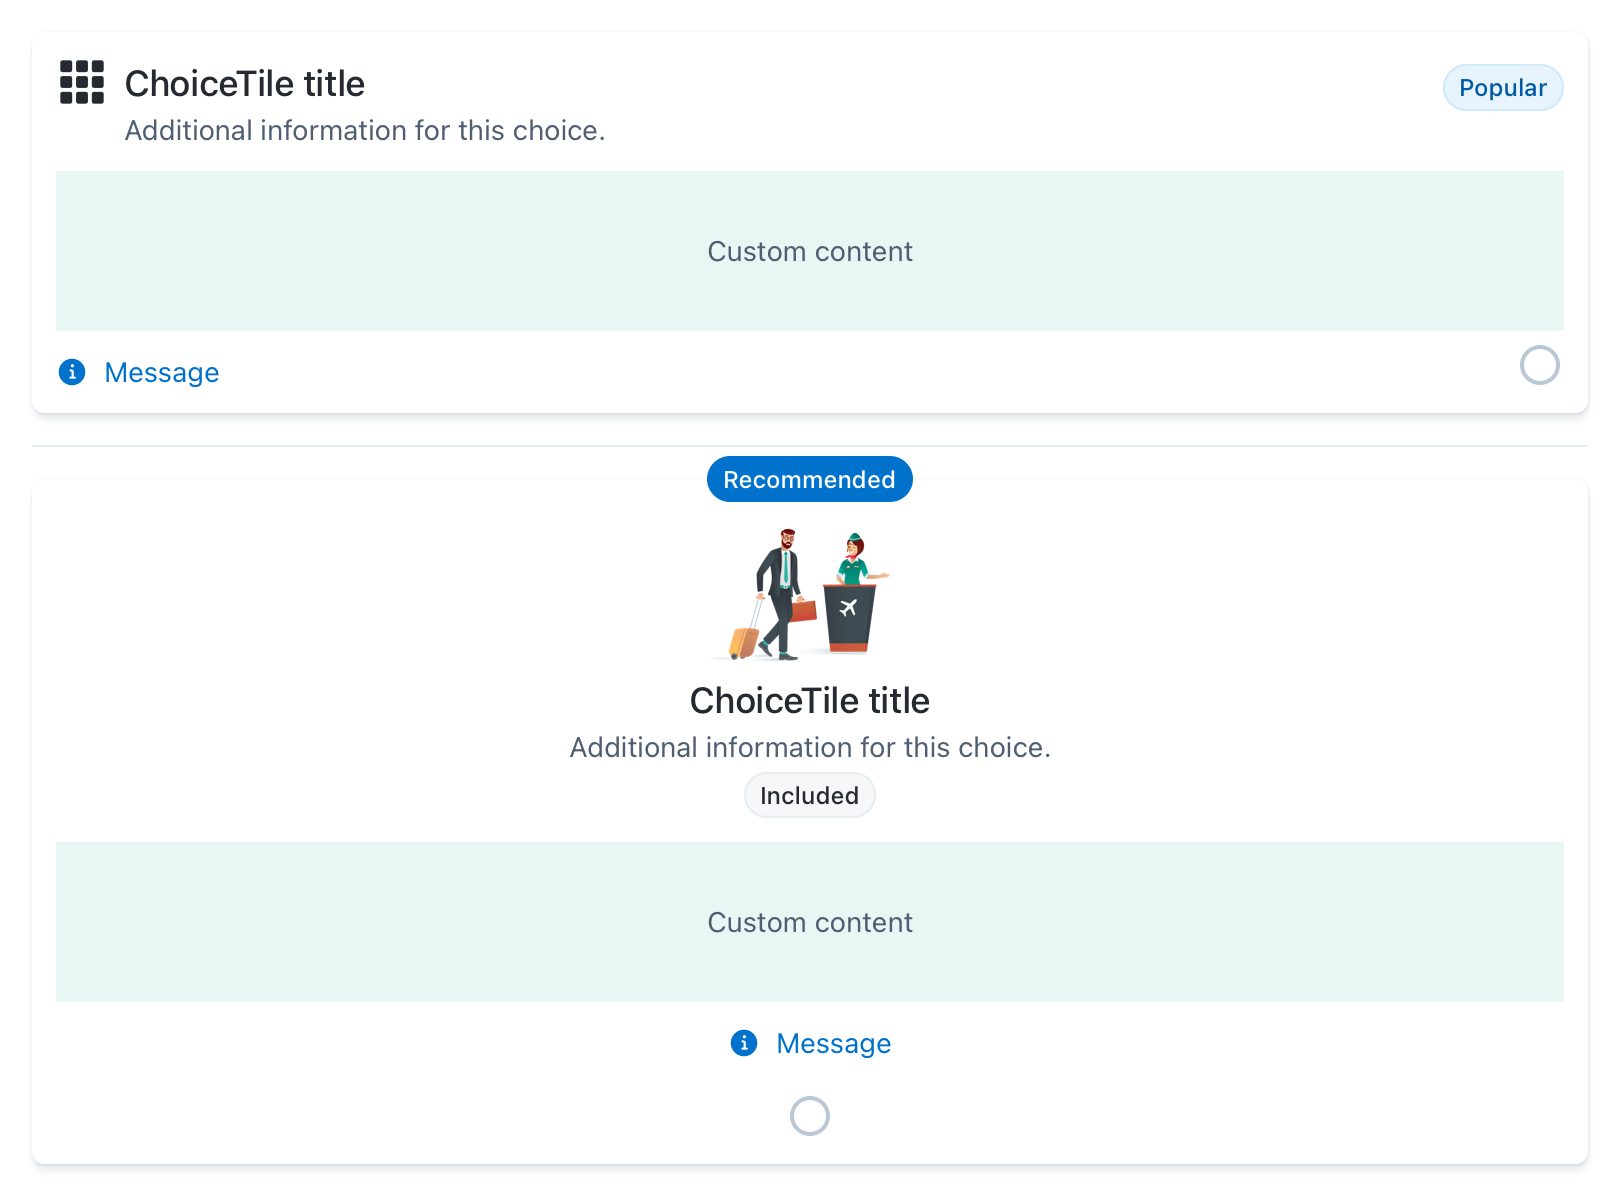 ChoiceTile title
Popular
Additional information for this choice.
Custom content
Message
Recommended
ChoiceTile title
Additional information for this choice.
Included
Custom content
Message